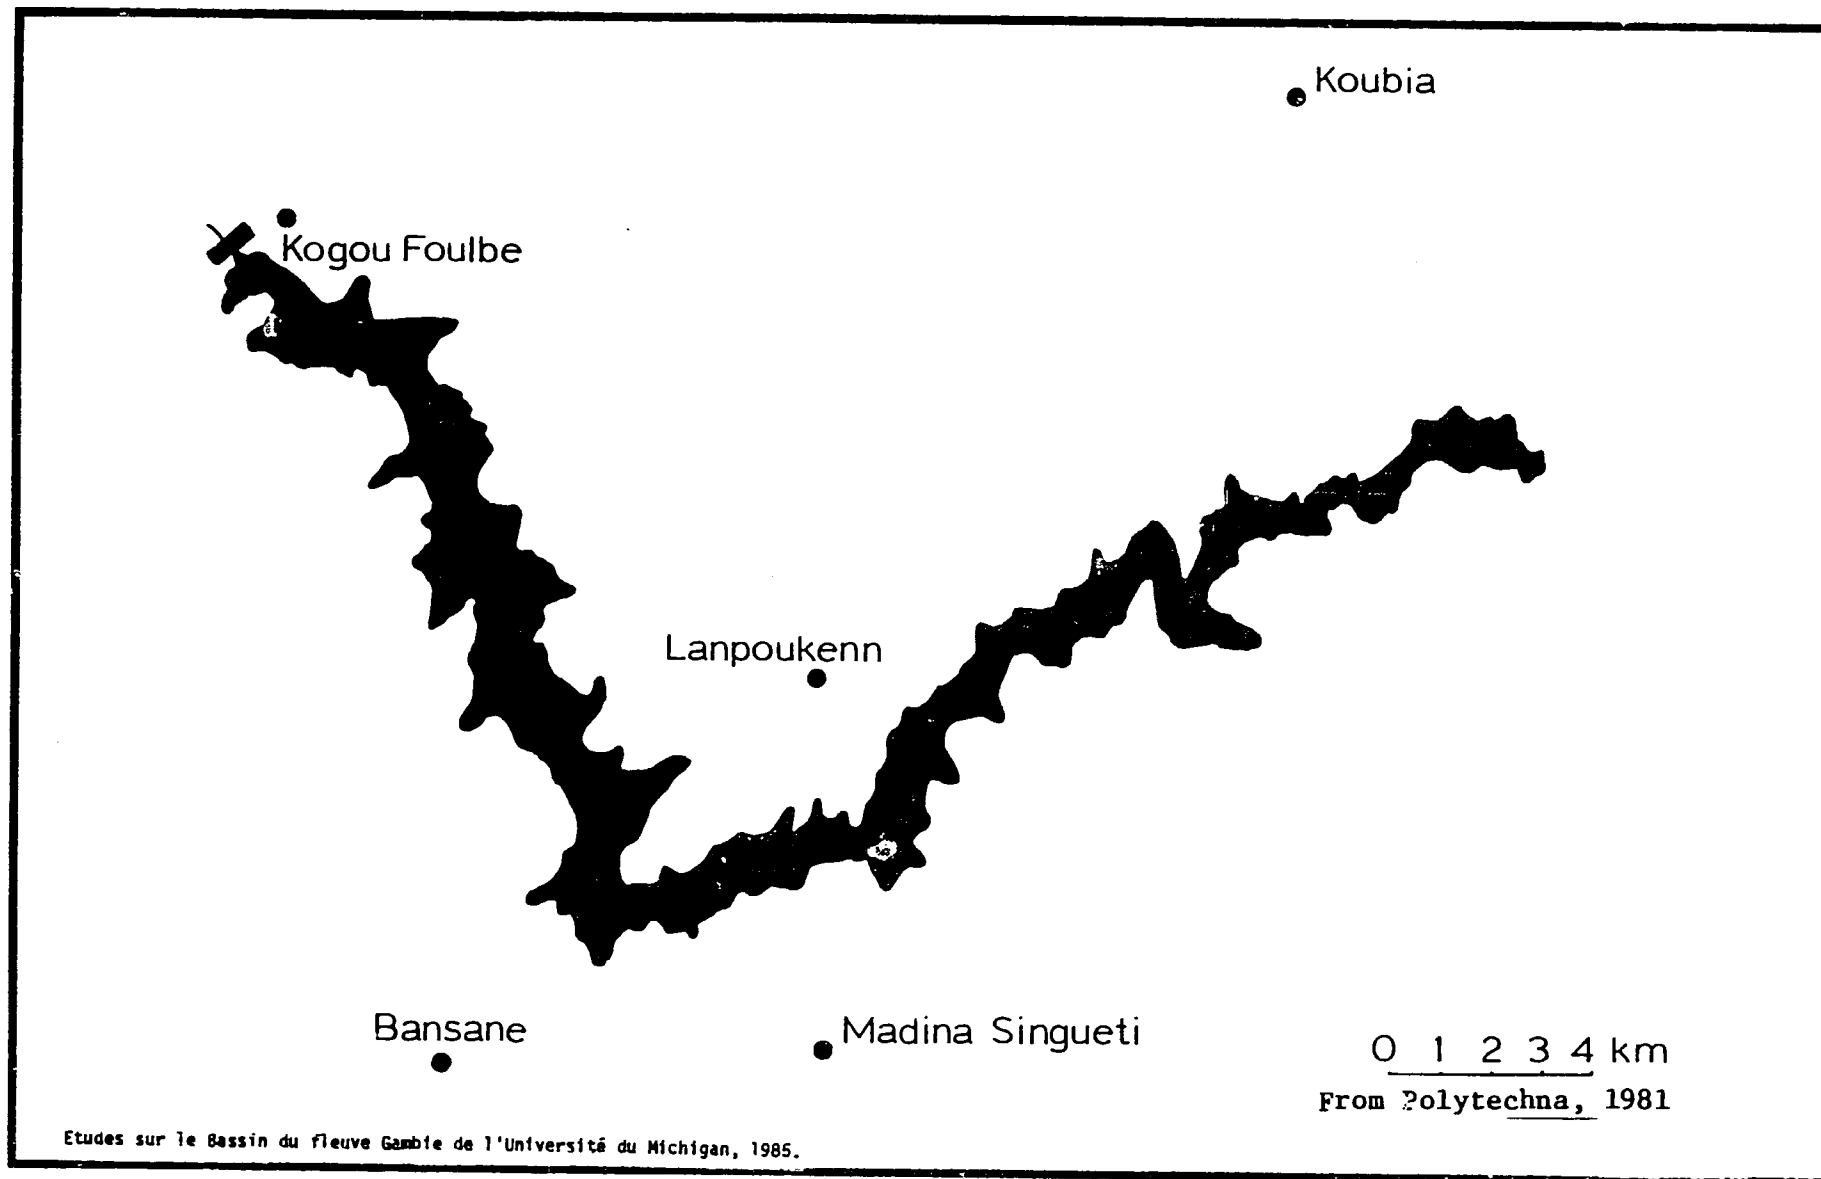 Koubia
Kogou Foulbe
Lanpoukenn
Bansane
Madina Singueti
0 1 2 3 4 km
From Polytechna, 1981
Etudes sur le Bassin du fleuve Gambie de l'Université du Michigan, 1985.